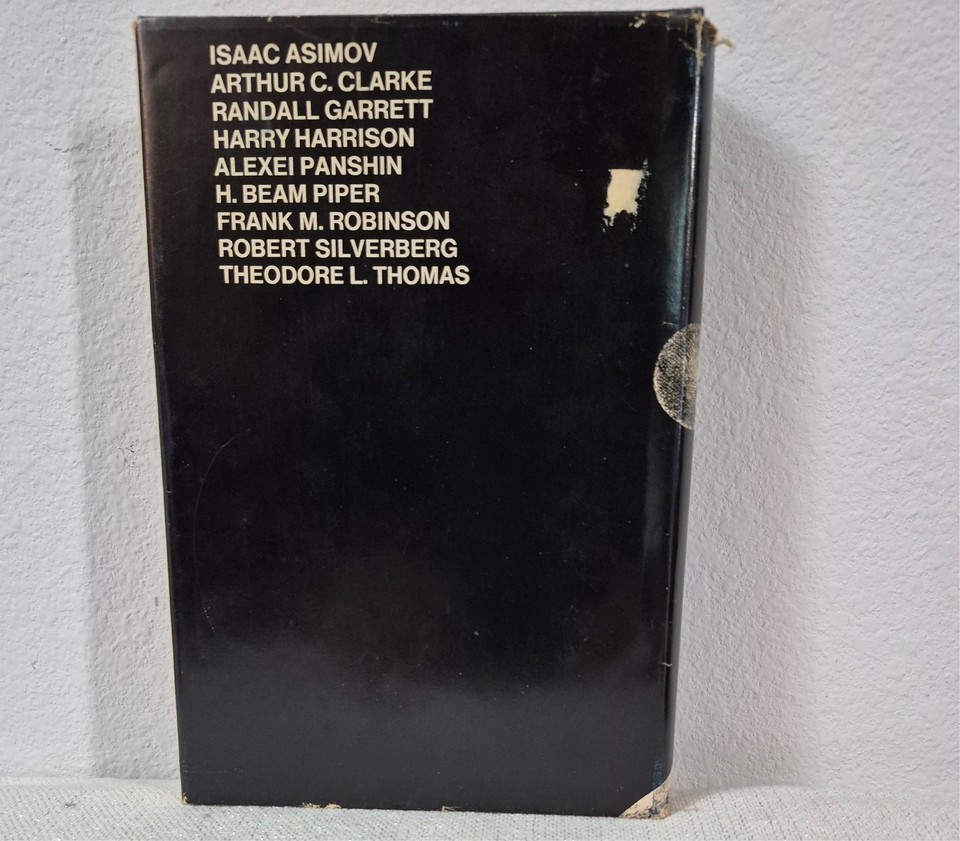 ISAAC ASIMOV
ARTHUR C. CLARKE
RANDALL GARRETT
HARRY HARRISON
ALEXEI PANSHIN
H. BEAM PIPER
FRANK M. ROBINSON
ROBERT SILVERBERG
THEODORE L. THOMAS